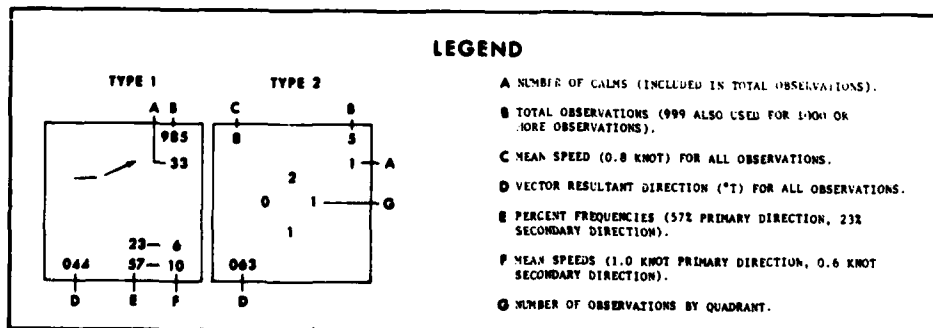 LEGEND
TYPE 1
TYPE 2
A B
C B
985
8 5
33
1 A
2
0 1 G
1
23 6
044 57 10
063
D E F
D
A NUMBER OF CALMS (INCLUDED IN TOTAL OBSERVATIONS).
B TOTAL OBSERVATIONS (999 ALSO USED FOR 1000 OR
MORE OBSERVATIONS).
C MEAN SPEED (0.8 KNOT) FOR ALL OBSERVATIONS.
D VECTOR RESULTANT DIRECTION (°T) FOR ALL OBSERVATIONS.
E PERCENT FREQUENCIES (57% PRIMARY DIRECTION, 23%
SECONDARY DIRECTION).
F MEAN SPEEDS (1.0 KNOT PRIMARY DIRECTION, 0.6 KNOT
SECONDARY DIRECTION).
G NUMBER OF OBSERVATIONS BY QUADRANT.